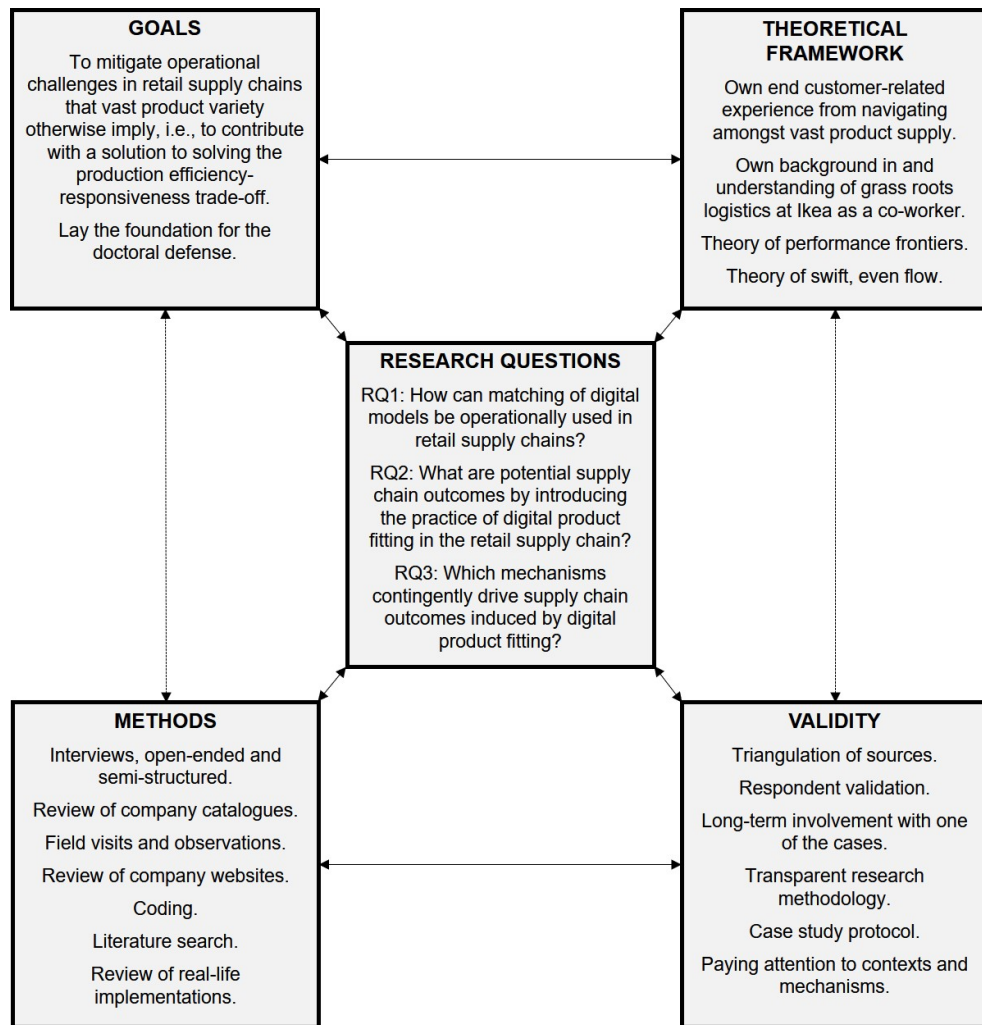 GOALS
To mitigate operational
challenges in retail supply chains
that vast product variety
otherwise imply, i.e., to contribute
with a solution to solving the
production efficiency-
responsiveness trade-off.
Lay the foundation for the
doctoral defense.
THEORETICAL
FRAMEWORK
Own end customer-related
experience from navigating
amongst vast product supply.
Own background in and
understanding of grass roots
logistics at Ikea as a co-worker.
Theory of performance frontiers.
Theory of swift, even flow.
RESEARCH QUESTIONS
RQ1: How can matching of digital
models be operationally used in
retail supply chains?
RQ2: What are potential supply
chain outcomes by introducing
the practice of digital product
fitting in the retail supply chain?
RQ3: Which mechanisms
contingently drive supply chain
outcomes induced by digital
product fitting?
METHODS
Interviews, open-ended and
semi-structured.
Review of company catalogues.
Field visits and observations.
Review of company websites.
Coding.
Literature search.
Review of real-life
implementations.
VALIDITY
Triangulation of sources.
Respondent validation.
Long-term involvement with one
of the cases.
Transparent research
methodology.
Case study protocol.
Paying attention to contexts and
mechanisms.